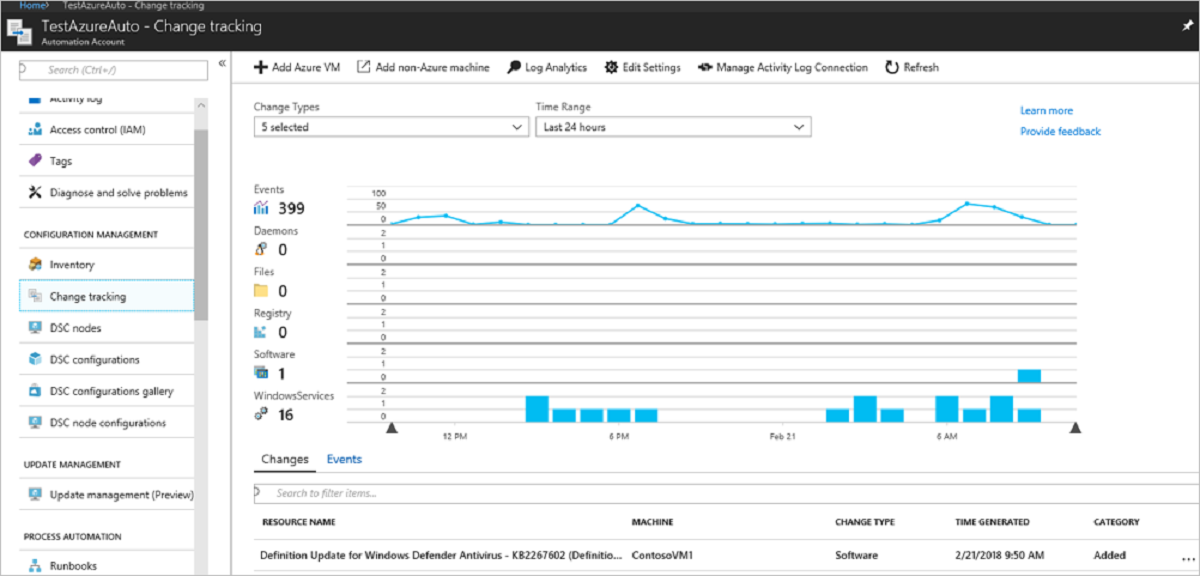 Home> TestAzureAuto - Change tracking
TestAzureAuto - Change tracking
Automation Account
Search (Ctrl+/)
«
Activity log
Access control (IAM)
Tags
Diagnose and solve problems
CONFIGURATION MANAGEMENT
Inventory
Change tracking
DSC nodes
DSC configurations
DSC configurations gallery
DSC node configurations
UPDATE MANAGEMENT
Update management (Preview)
PROCESS AUTOMATION
Runbooks
Add Azure VM Add non-Azure machine Log Analytics Edit Settings Manage Activity Log Connection Refresh
Change Types
5 selected
Time Range
Last 24 hours
Learn more
Provide feedback
Events
399
100
50
0
Daemons
0
2
1
0
Files
0
2
1
0
Registry
0
2
1
0
Software
1
2
1
0
WindowsServices
16
2
1
0
12 PM 6 PM Feb 21 6 AM
Changes Events
Search to filter items...
RESOURCE NAME MACHINE CHANGE TYPE TIME GENERATED CATEGORY
Definition Update for Windows Defender Antivirus - KB2267602 (Definitio... ContosoVM1 Software 2/21/2018 9:50 AM Added ...